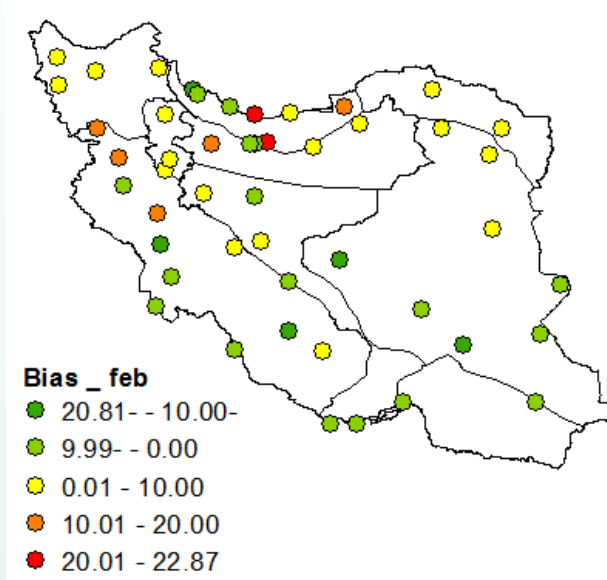 Bias _ feb
20.81- - 10.00-
9.99- - 0.00
0.01 - 10.00
10.01 - 20.00
20.01 - 22.87